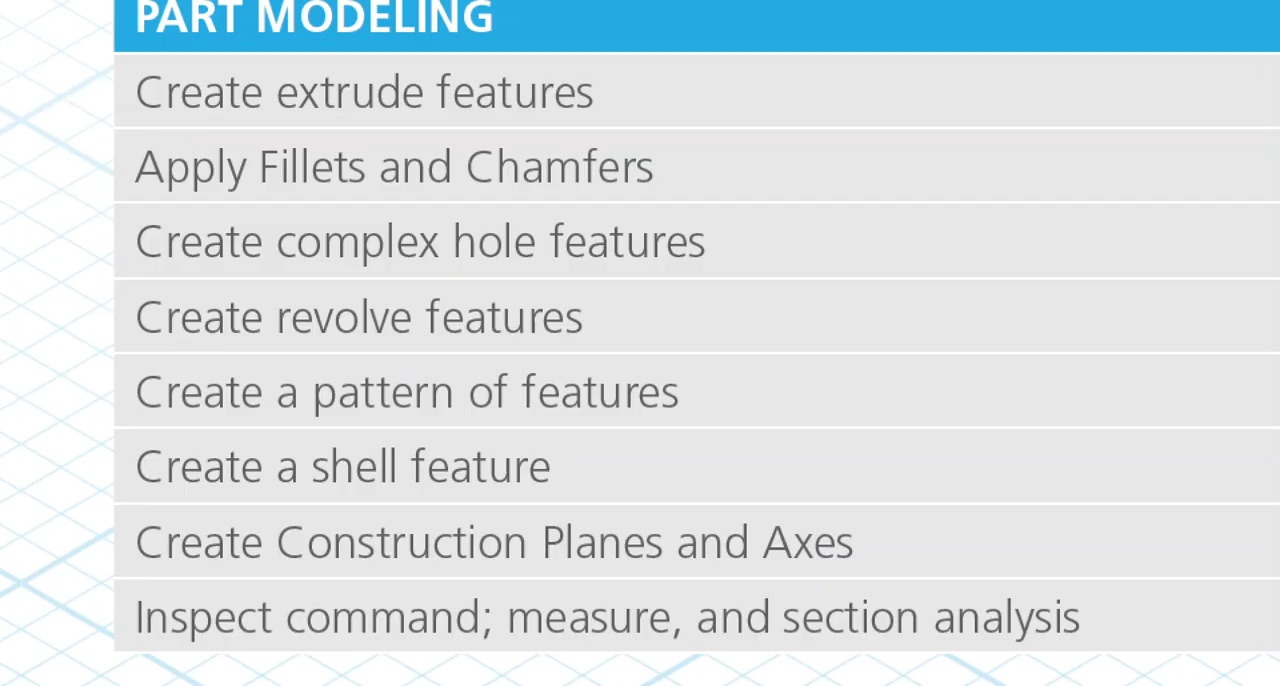 PART MODELING
Create extrude features
Apply Fillets and Chamfers
Create complex hole features
Create revolve features
Create a pattern of features
Create a shell feature
Create Construction Planes and Axes
Inspect command; measure, and section analysis